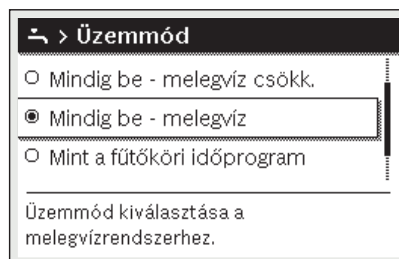 > Üzemmód
Mindig be - melegvíz csökk.
Mindig be - melegvíz
Mint a fűtőköri időprogram
Üzemmód kiválasztása a
melegvízrendszerhez.